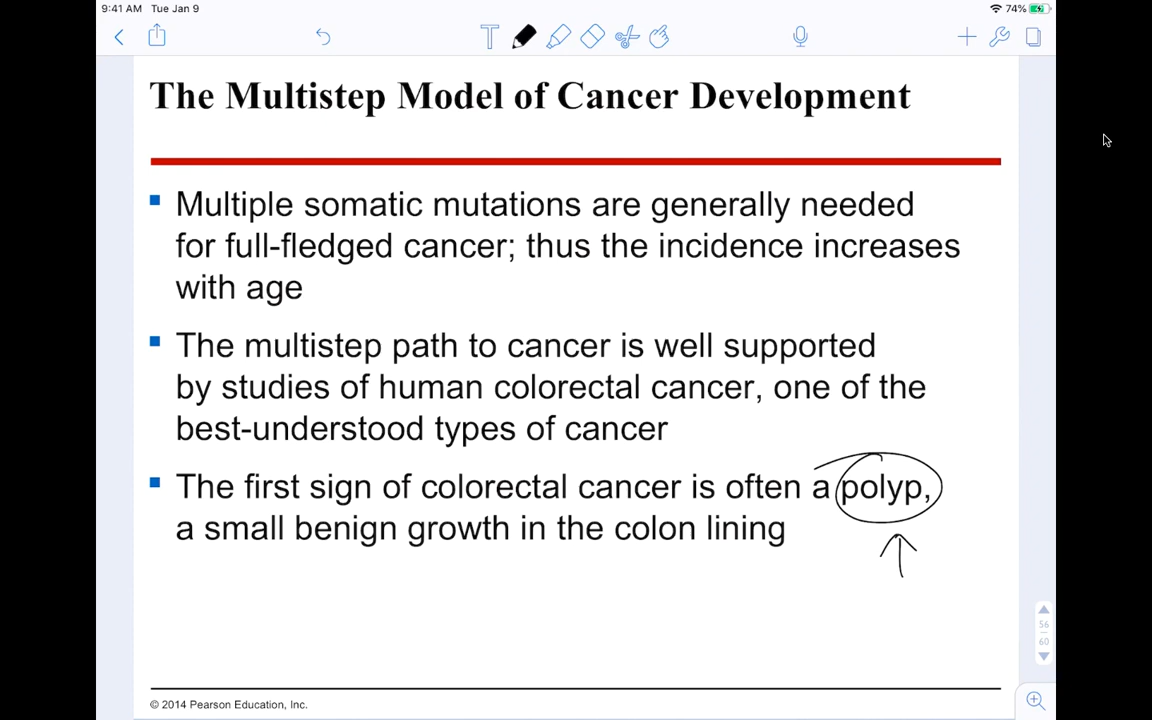 9:41 AM Tue Jan 9
74%
The Multistep Model of Cancer Development
Multiple somatic mutations are generally needed
for full-fledged cancer; thus the incidence increases
with age
The multistep path to cancer is well supported
by studies of human colorectal cancer, one of the
best-understood types of cancer
The first sign of colorectal cancer is often a polyp,
a small benign growth in the colon lining
56
60
© 2014 Pearson Education, Inc.